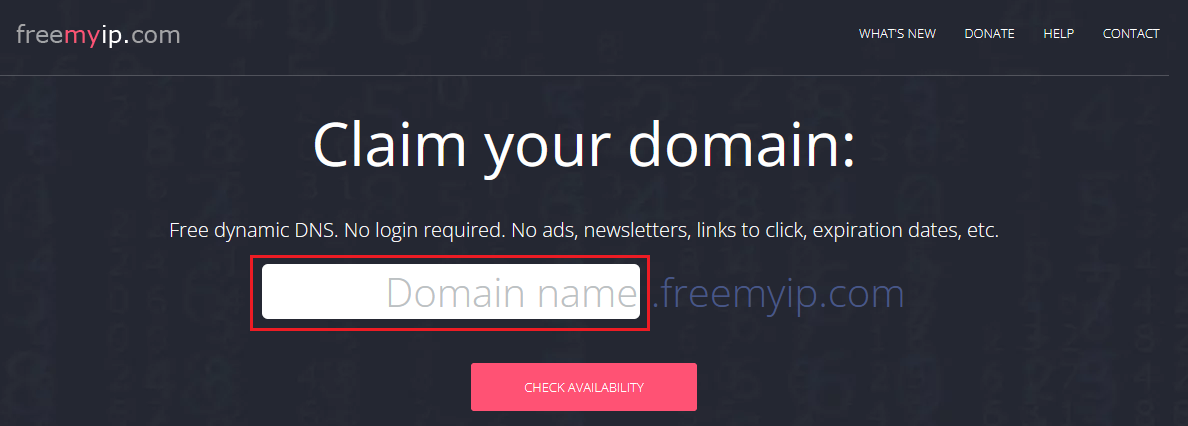 freemyip.com
WHAT'S NEW DONATE HELP CONTACT
Claim your domain:
Free dynamic DNS. No login required. No ads, newsletters, links to click, expiration dates, etc.
Domain name .freemyip.com
CHECK AVAILABILITY